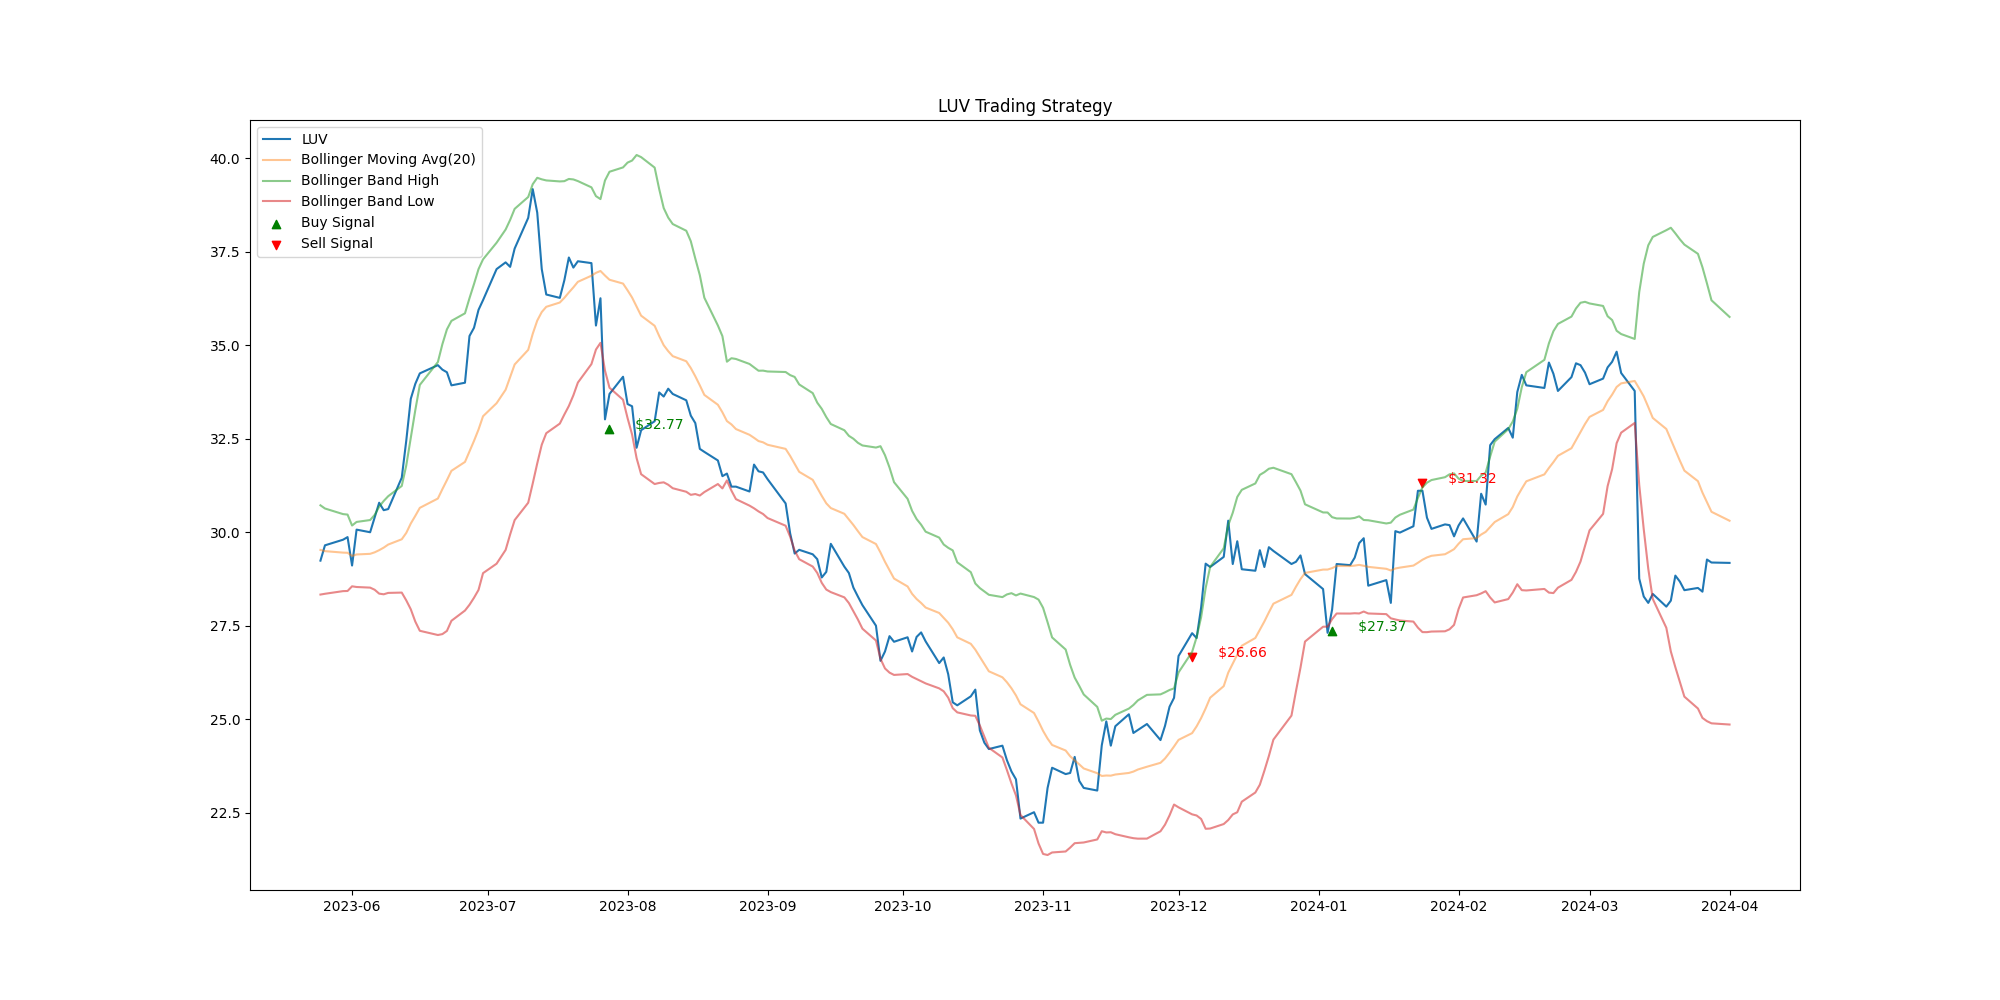 LUV Trading Strategy
LUV
Bollinger Moving Avg(20)
Bollinger Band High
Bollinger Band Low
Buy Signal
Sell Signal
40.0
37.5
35.0
32.5
30.0
27.5
25.0
22.5
$32.77
$31.32
$27.37
$26.66
2023-06 2023-07 2023-08 2023-09 2023-10 2023-11 2023-12 2024-01 2024-02 2024-03 2024-04